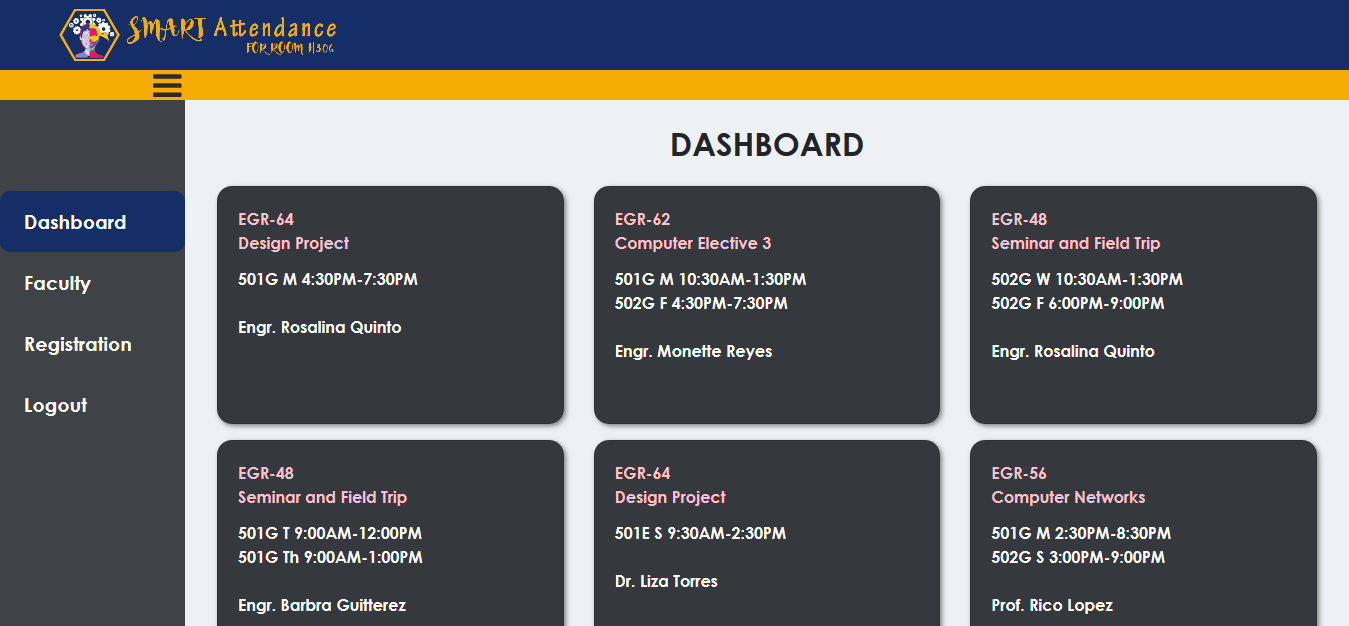 SMART Attendance
FOR ROOM H306
DASHBOARD
Dashboard
Faculty
Registration
Logout
EGR-64
Design Project
501G M 4:30PM-7:30PM
Engr. Rosalina Quinto
EGR-62
Computer Elective 3
501G M 10:30AM-1:30PM
502G F 4:30PM-7:30PM
Engr. Monette Reyes
EGR-48
Seminar and Field Trip
502G W 10:30AM-1:30PM
502G F 6:00PM-9:00PM
Engr. Rosalina Quinto
EGR-48
Seminar and Field Trip
501G T 9:00AM-12:00PM
501G Th 9:00AM-1:00PM
Engr. Barbra Guitterez
EGR-64
Design Project
501E S 9:30AM-2:30PM
Dr. Liza Torres
EGR-56
Computer Networks
501G M 2:30PM-8:30PM
502G S 3:00PM-9:00PM
Prof. Rico Lopez